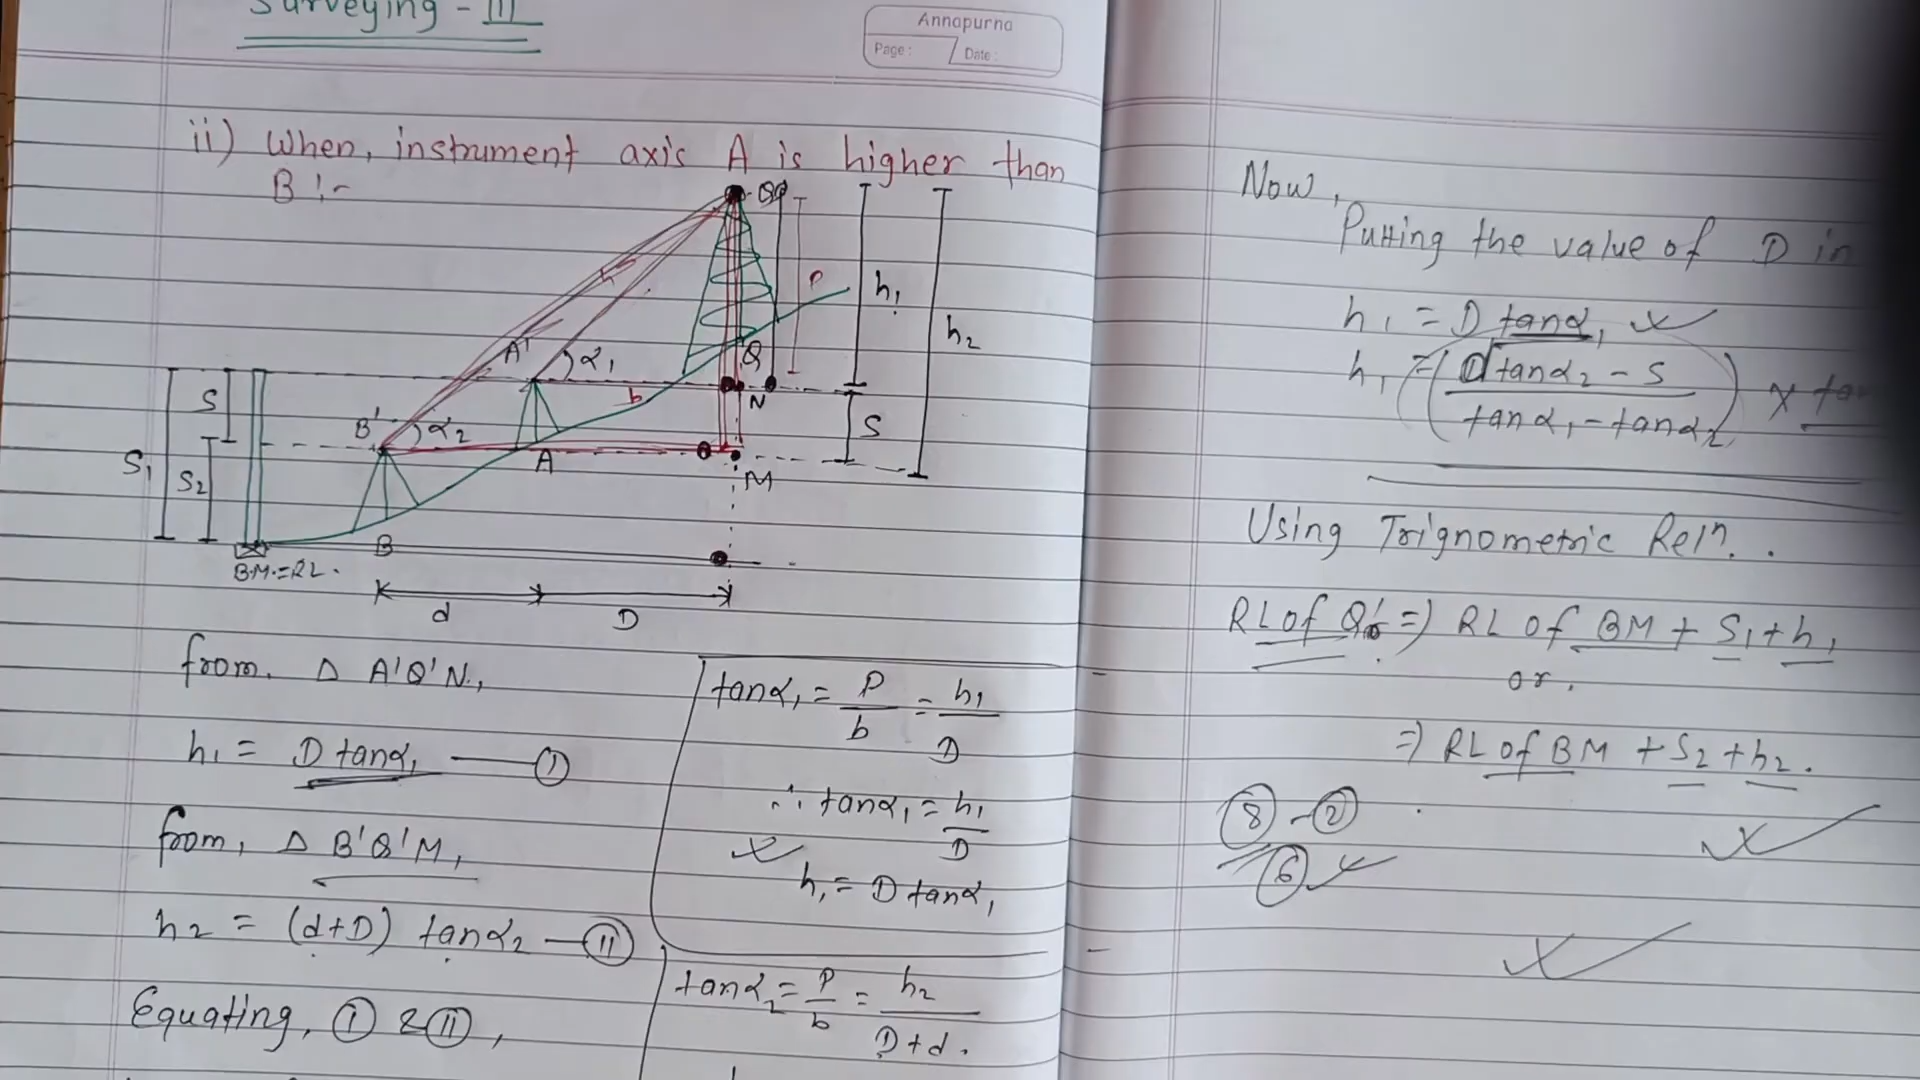 Surveying - III
Annapurna
Page:
Date:
ii) When, instrument axis A is higher than
B :-
Q'
P
h₁
h₂
A'
α₁
Q
b
N
S
B'
α₂
S
A
M
S₁
S₂
B
B.M.=RL.
d
D
from, Δ A'Q'N.,
h₁ = D tanα₁ — (I)
from, Δ B'Q'M,
h₂ = (d+D) tanα₂ — (II)
Equating, (I) & (II),
tanα₁ = P/b = h₁/D
∴ tanα₁ = h₁/D
h₁ = D tanα₁
tanα₂ = P/b = h₂/D+d.
Now,
Putting the value of D in
h₁ = D tanα₁
h₁ = (d tanα₂ - S / tanα₁ - tanα₂) × tan
Using Trignometric Relⁿ..
RL of Q' ⇒ RL of BM + S₁ + h₁
or,
⇒ RL of BM + S₂ + h₂.
(8) - (2)
(6)